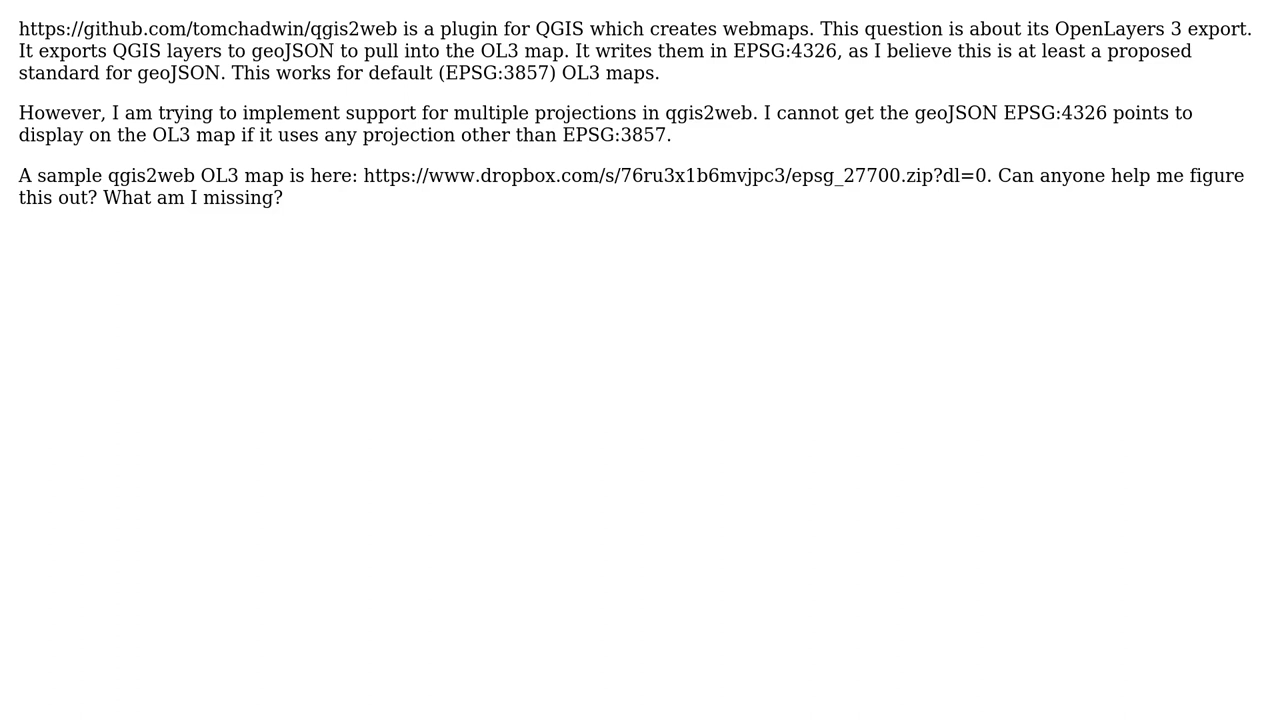 https://github.com/tomchadwin/qgis2web is a plugin for QGIS which creates webmaps. This question is about its OpenLayers 3 export.
It exports QGIS layers to geoJSON to pull into the OL3 map. It writes them in EPSG:4326, as I believe this is at least a proposed
standard for geoJSON. This works for default (EPSG:3857) OL3 maps.
However, I am trying to implement support for multiple projections in qgis2web. I cannot get the geoJSON EPSG:4326 points to
display on the OL3 map if it uses any projection other than EPSG:3857.
A sample qgis2web OL3 map is here: https://www.dropbox.com/s/76ru3x1b6mvjpc3/epsg_27700.zip?dl=0. Can anyone help me figure
this out? What am I missing?